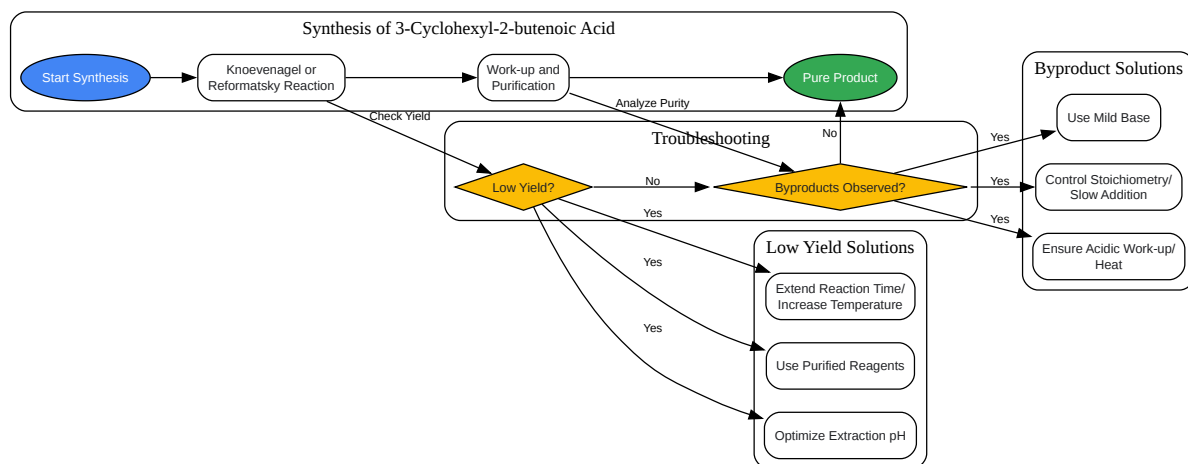 Synthesis of 3-Cyclohexyl-2-butenoic Acid
Start Synthesis
Knoevenagel or
Reformatsky Reaction
Work-up and
Purification
Pure Product
Check Yield
Analyze Purity
Troubleshooting
No
Low Yield?
No
Byproducts Observed?
Yes
Yes
Yes
Byproduct Solutions
Use Mild Base
Control Stoichiometry/
Slow Addition
Ensure Acidic Work-up/
Heat
Yes
Yes
Yes
Low Yield Solutions
Extend Reaction Time/
Increase Temperature
Use Purified Reagents
Optimize Extraction pH